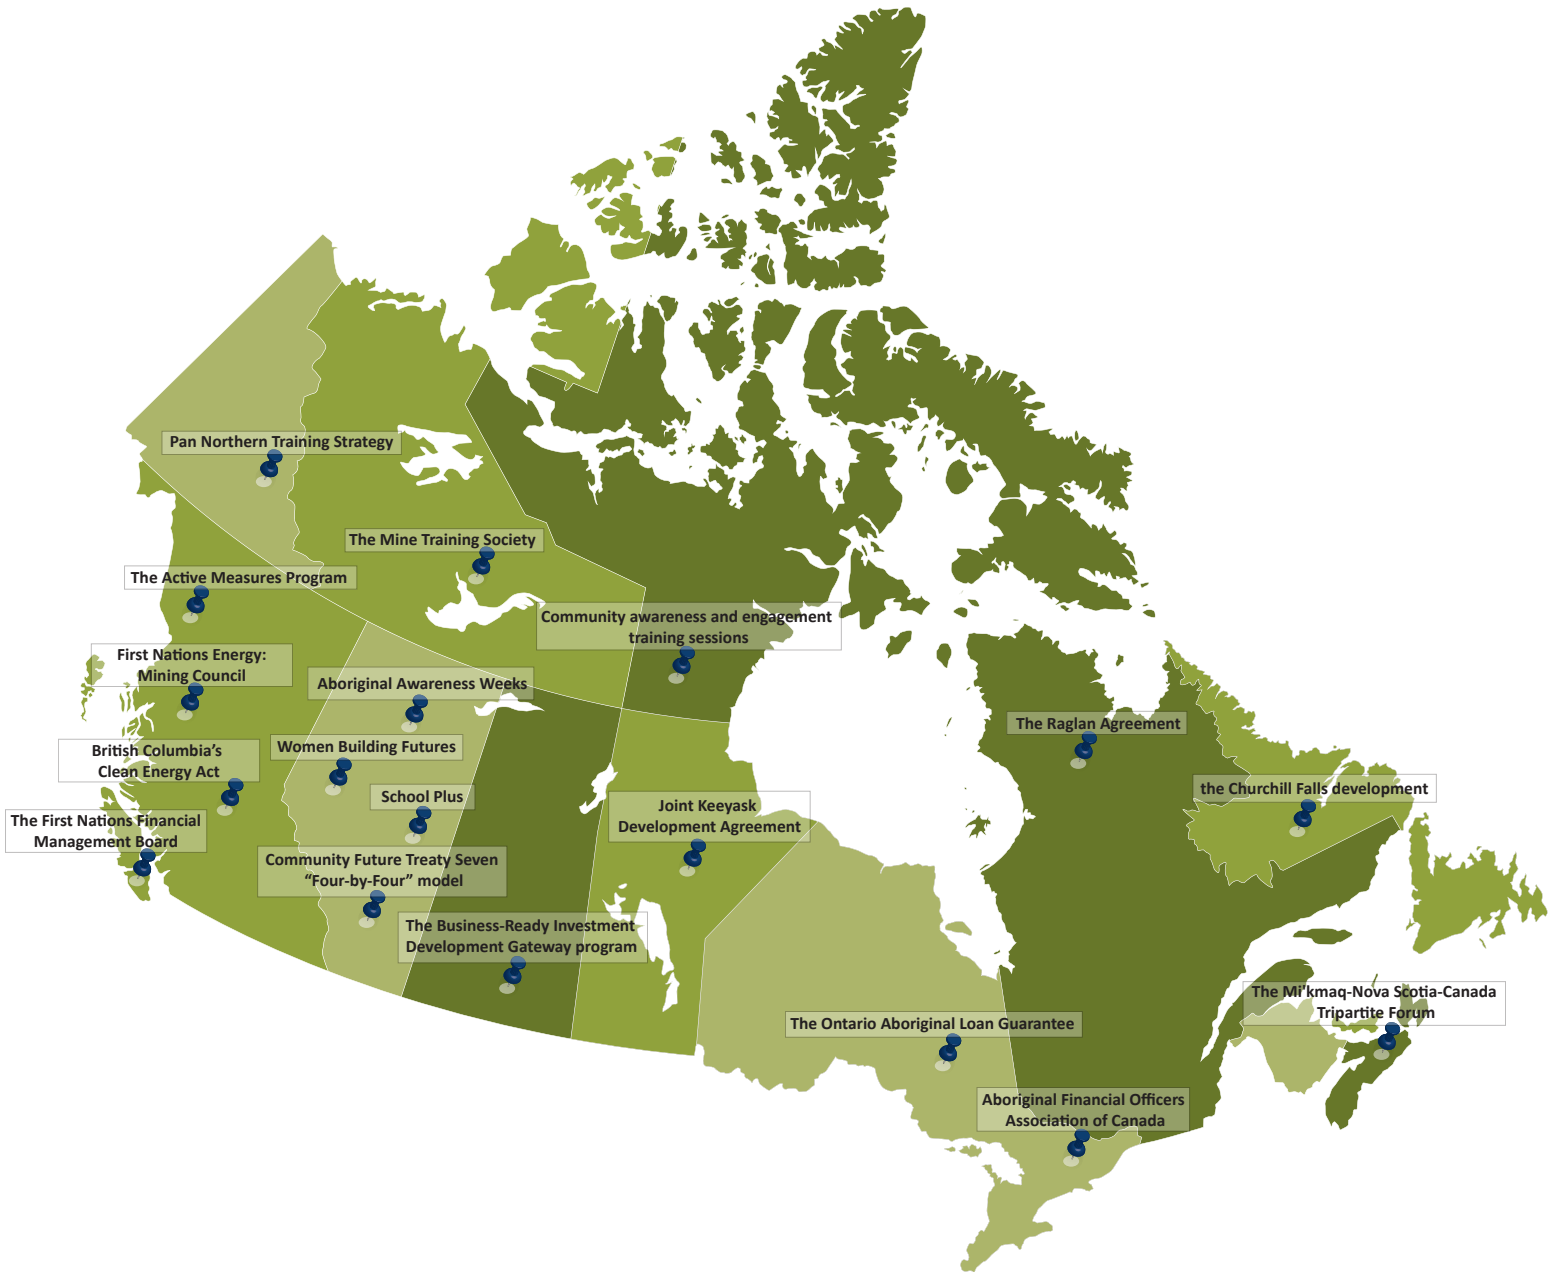 Pan Northern Training Strategy
The Mine Training Society
The Active Measures Program
Community awareness and engagement
training sessions
First Nations Energy:
Mining Council
Aboriginal Awareness Weeks
The Raglan Agreement
British Columbia's
Clean Energy Act
Women Building Futures
the Churchill Falls development
School Plus
Joint Keeyask
Development Agreement
The First Nations Financial
Management Board
Community Future Treaty Seven
“Four-by-Four” model
The Business-Ready Investment
Development Gateway program
The Mi'kmaq-Nova Scotia-Canada
Tripartite Forum
The Ontario Aboriginal Loan Guarantee
Aboriginal Financial Officers
Association of Canada